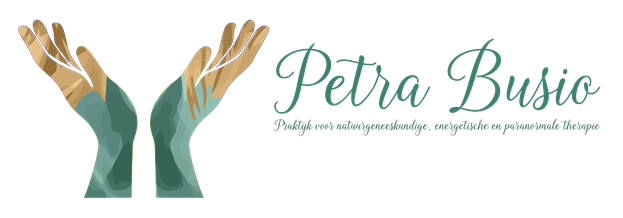 Petra Busio
Praktijk voor natuurgeneeskundige, energetische en paranormale therapie